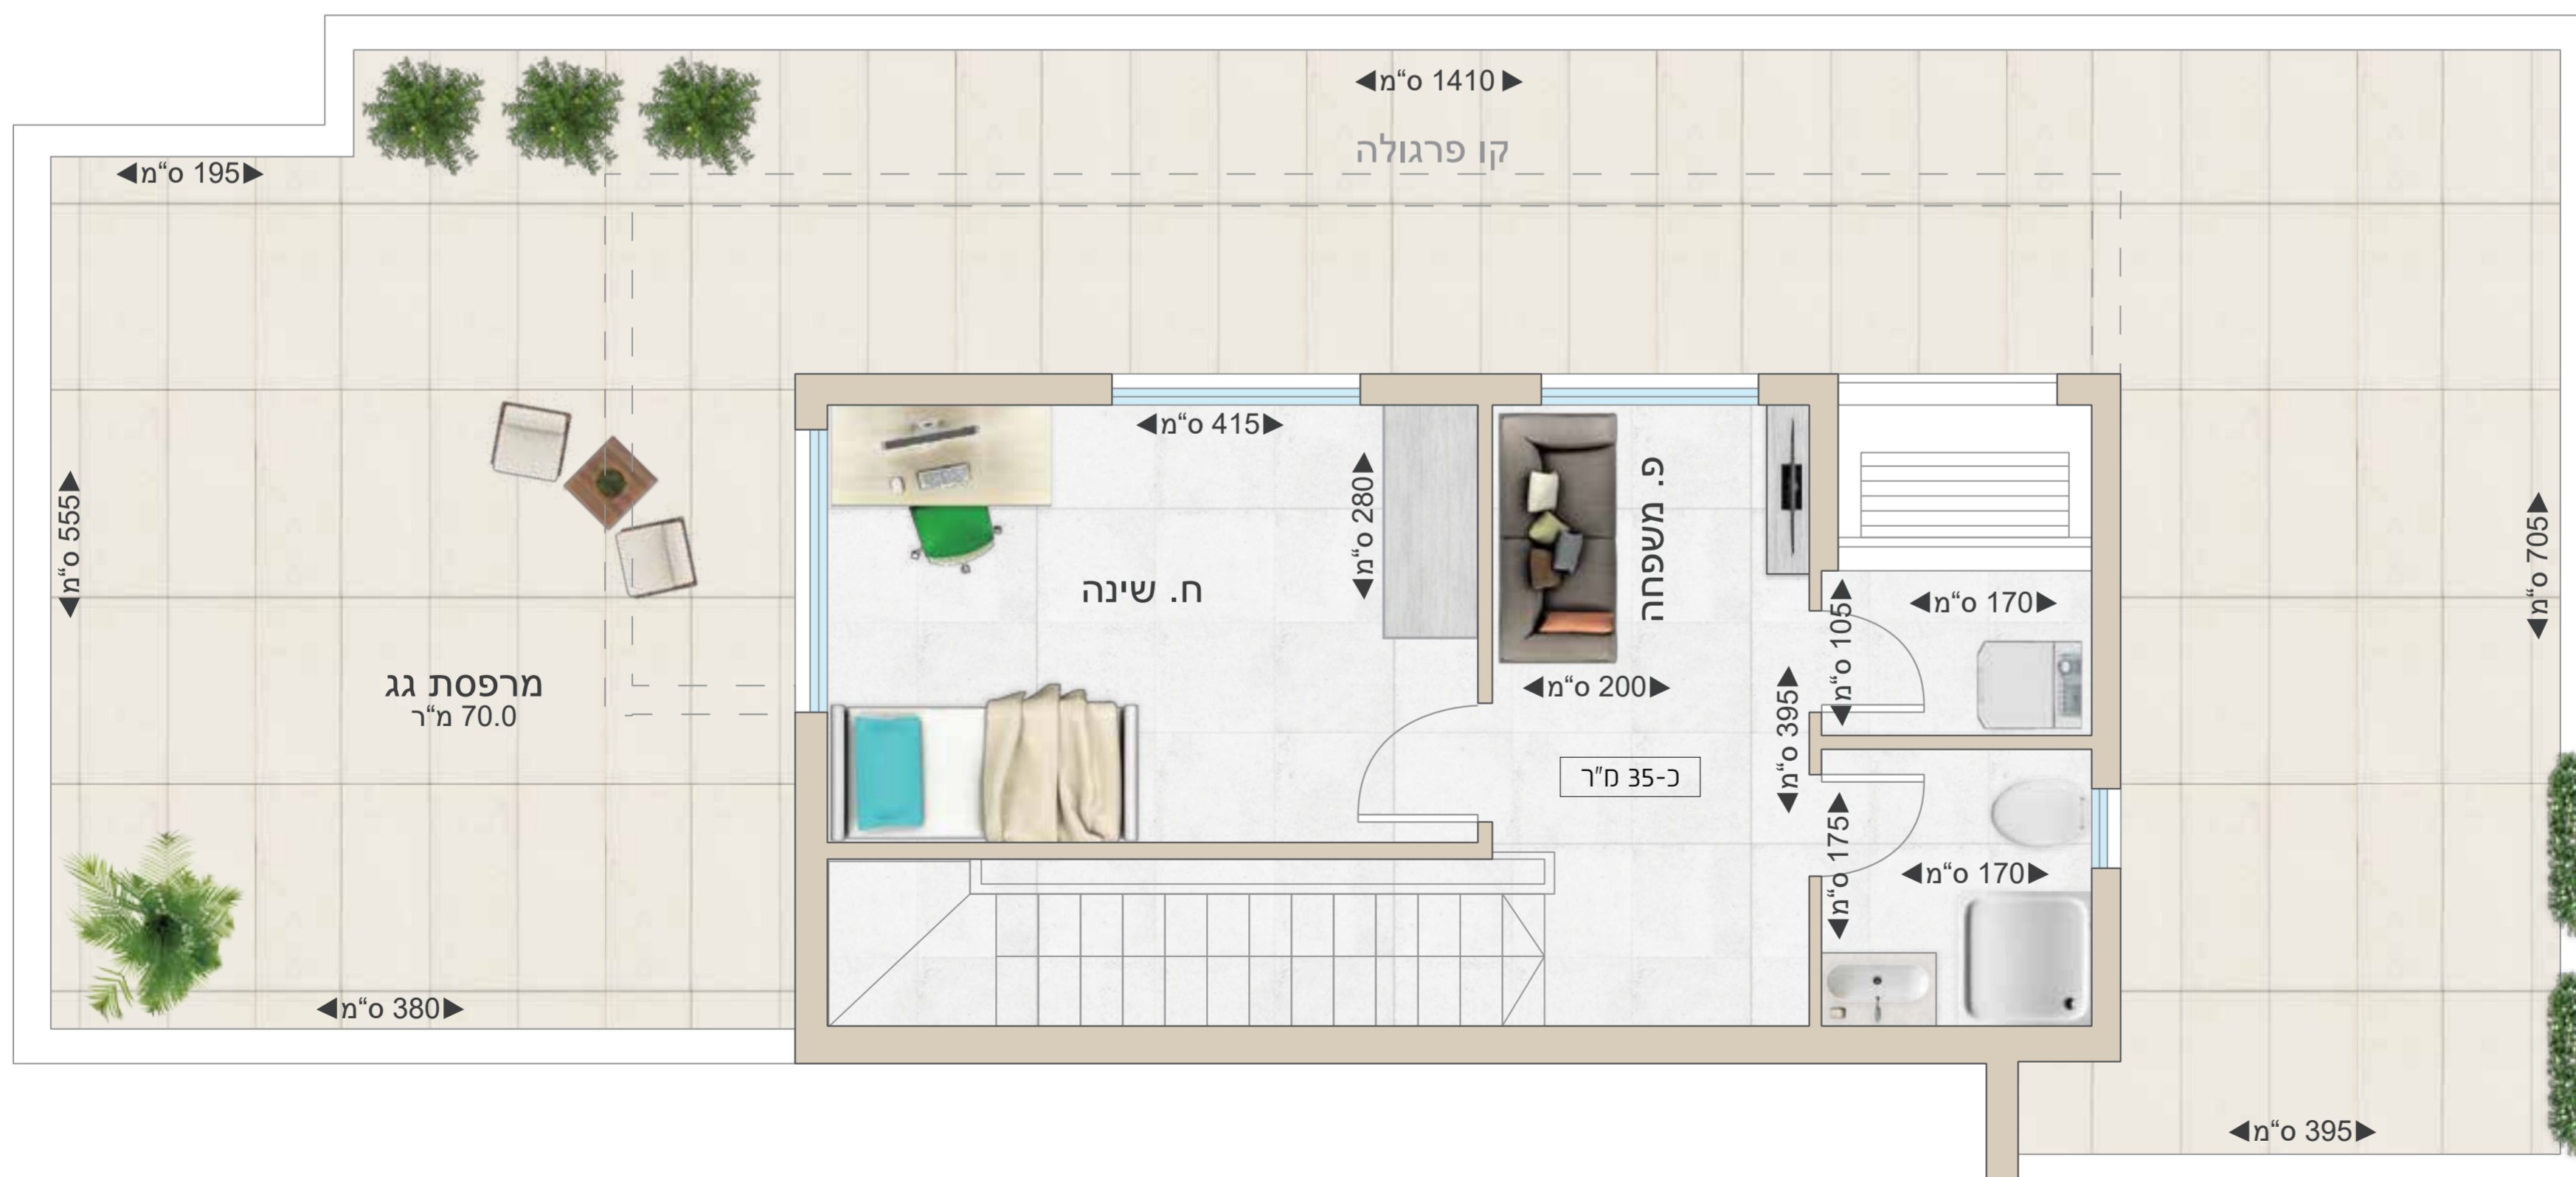 1410 ס“מ
קו פרגולה
195 ס“מ
415 ס“מ
280 ס“מ
פ. משפחה
555 ס“מ
705 ס“מ
ח. שינה
105 ס“מ
170 ס“מ
מרפסת גג
70.0 מ“ר
200 ס“מ
395 ס“מ
כ-35 מ"ר
175 ס“מ
170 ס“מ
380 ס“מ
395 ס“מ